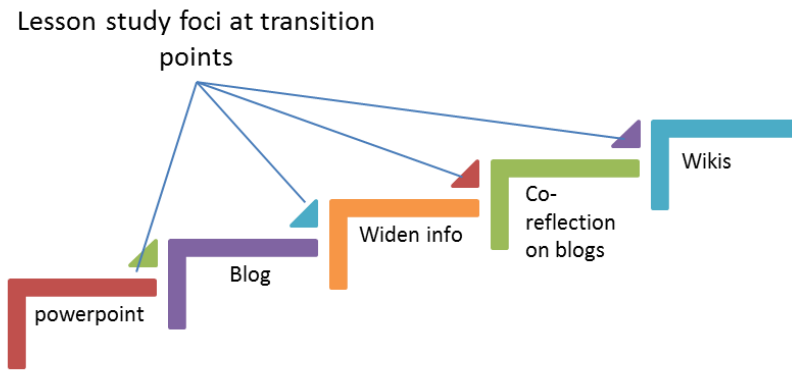 Lesson study foci at transition
points
powerpoint
Blog
Widen info
Co-
reflection
on blogs
Wikis